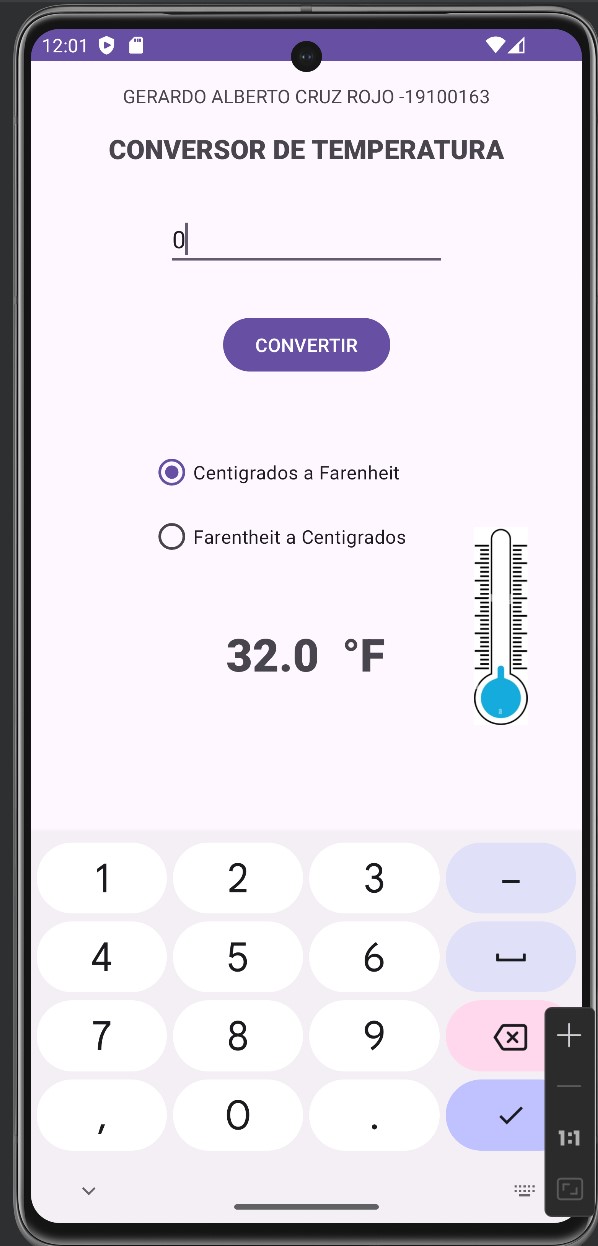 12:01
GERARDO ALBERTO CRUZ ROJO -19100163
CONVERSOR DE TEMPERATURA
0
CONVERTIR
Centigrados a Farenheit
Farentheit a Centigrados
32.0 °F
1 2 3 –
4 5 6
7 8 9
, 0 .
1:1